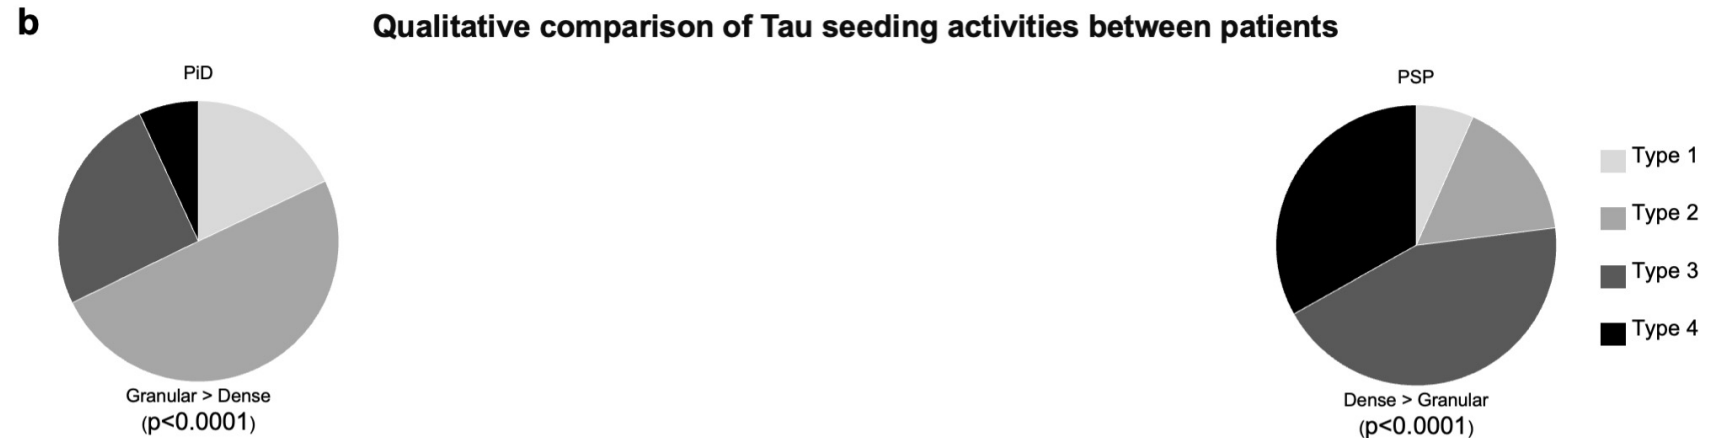 b
Qualitative comparison of Tau seeding activities between patients
PiD
Granular > Dense
(p<0.0001)
PSP
Dense > Granular
(p<0.0001)
Type 1
Type 2
Type 3
Type 4